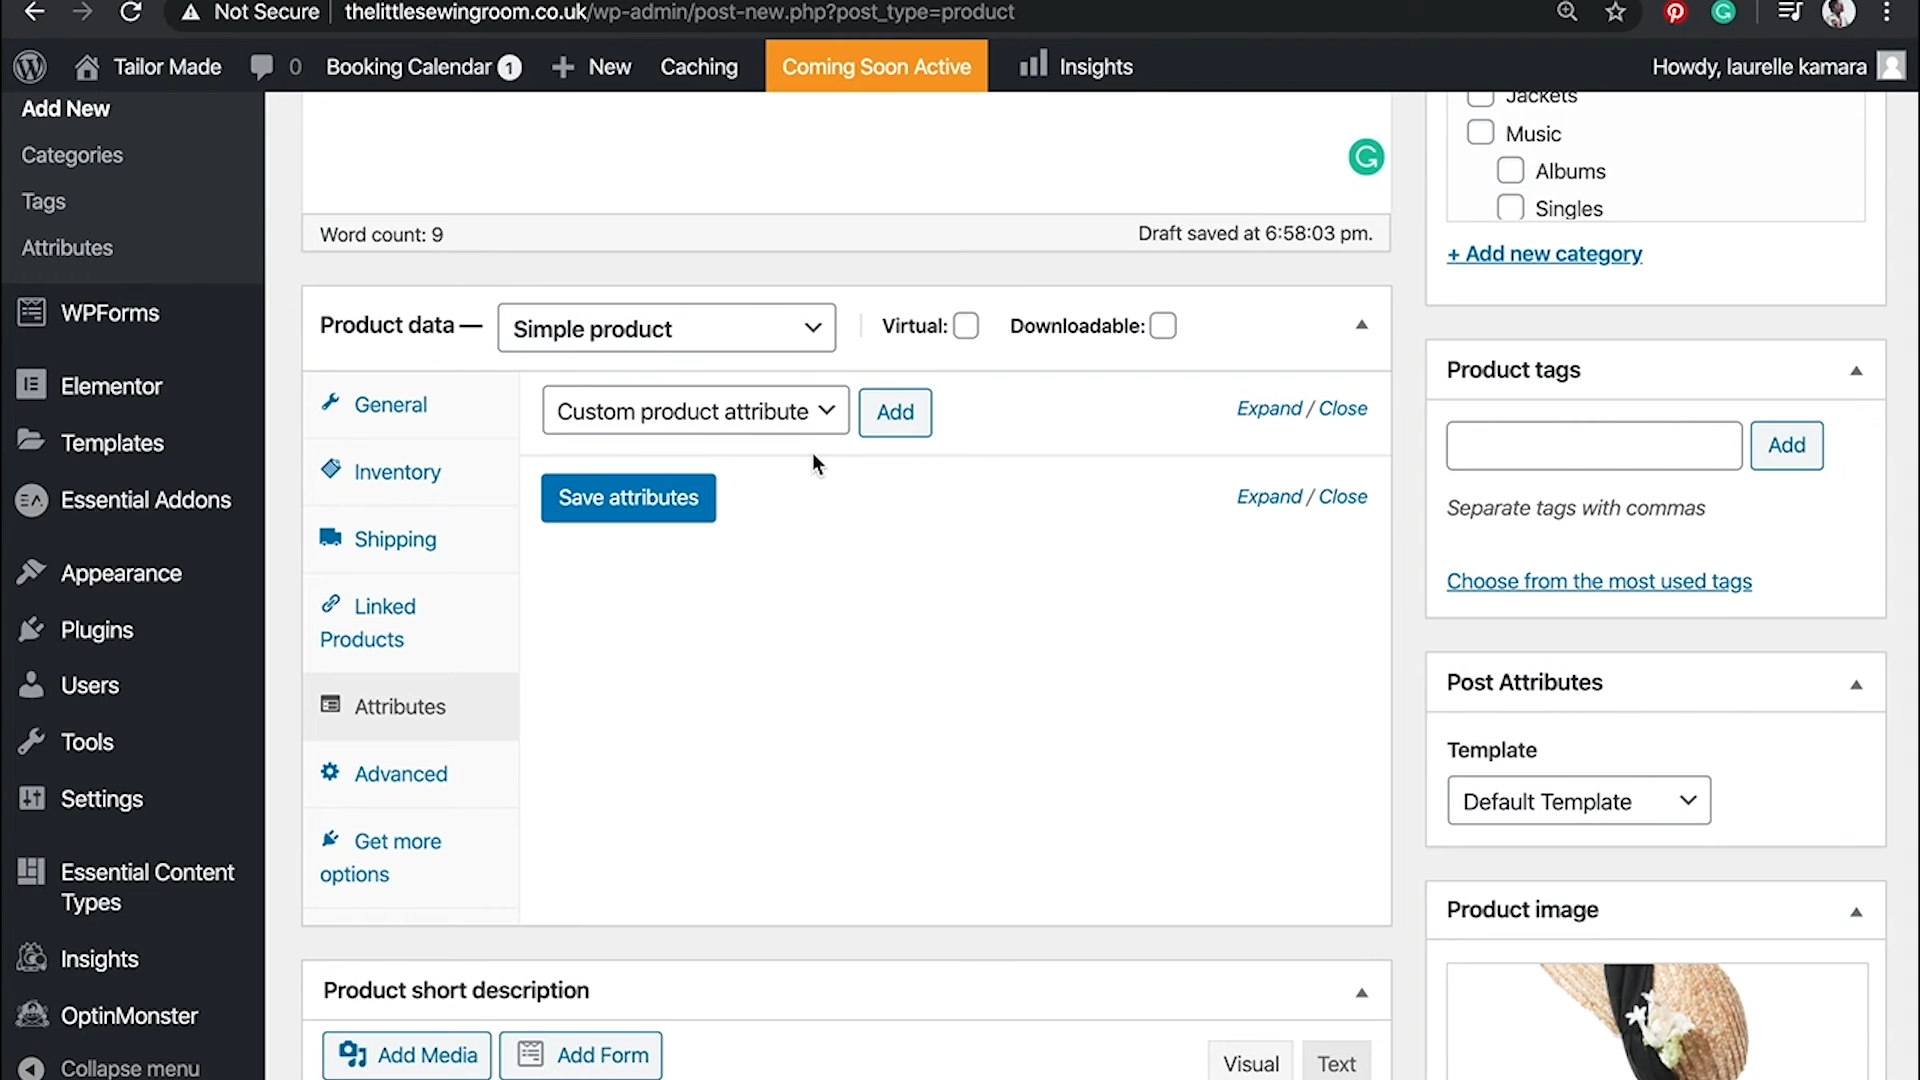 Not Secure
thelittlesewingroom.co.uk/wp-admin/post-new.php?post_type=product
Tailor Made
0
Booking Calendar 1
New
Caching
Coming Soon Active
Insights
Howdy, laurelle kamara
Add New
Categories
Tags
Attributes
WPForms
Elementor
Templates
Essential Addons
Appearance
Plugins
Users
Tools
Settings
Essential Content
Types
Insights
OptinMonster
Collapse menu
Word count: 9
Draft saved at 6:58:03 pm.
Product data —
Simple product
Virtual:
Downloadable:
General
Inventory
Shipping
Linked
Products
Attributes
Advanced
Get more
options
Custom product attribute
Add
Expand / Close
Save attributes
Expand / Close
Product short description
Add Media
Add Form
Visual
Text
Jackets
Music
Albums
Singles
+ Add new category
Product tags
Add
Separate tags with commas
Choose from the most used tags
Post Attributes
Template
Default Template
Product image